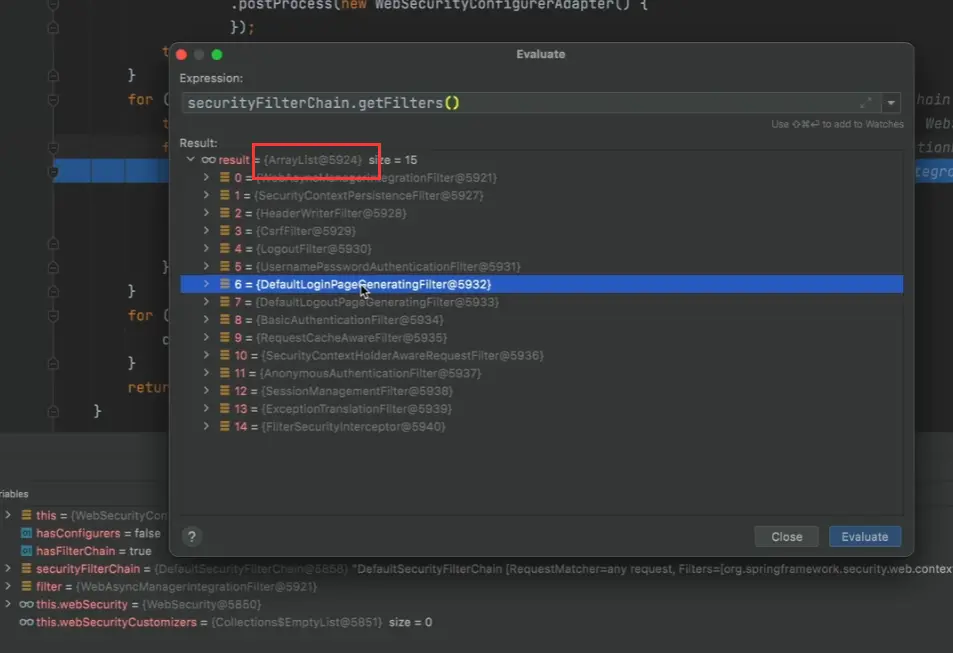 .postProcess(new WebSecurityConfigurerAdapter() {
});
Evaluate
}
Expression:
for (
securityFilterChain.getFilters()
Use ⇧⌘⏎ to add to Watches
Result:
result = {ArrayList@5924} size = 15
0 = {WebAsyncManagerIntegrationFilter@5921}
1 = {SecurityContextPersistenceFilter@5927}
2 = {HeaderWriterFilter@5928}
3 = {CsrfFilter@5929}
4 = {LogoutFilter@5930}
5 = {UsernamePasswordAuthenticationFilter@5931}
6 = {DefaultLoginPageGeneratingFilter@5932}
7 = {DefaultLogoutPageGeneratingFilter@5933}
8 = {BasicAuthenticationFilter@5934}
9 = {RequestCacheAwareFilter@5935}
10 = {SecurityContextHolderAwareRequestFilter@5936}
11 = {AnonymousAuthenticationFilter@5937}
12 = {SessionManagementFilter@5938}
13 = {ExceptionTranslationFilter@5939}
14 = {FilterSecurityInterceptor@5940}
}
}
for (
}
retur
}
? Close Evaluate
riables
this = {WebSecurityCon
hasConfigurers = false
hasFilterChain = true
securityFilterChain = {DefaultSecurityFilterChain@5858} "DefaultSecurityFilterChain [RequestMatcher=any request, Filters=[org.springframework.security.web.context
filter = {WebAsyncManagerIntegrationFilter@5921}
this.webSecurity = {WebSecurity@5850}
this.webSecurityCustomizers = {Collections$EmptyList@5851} size = 0